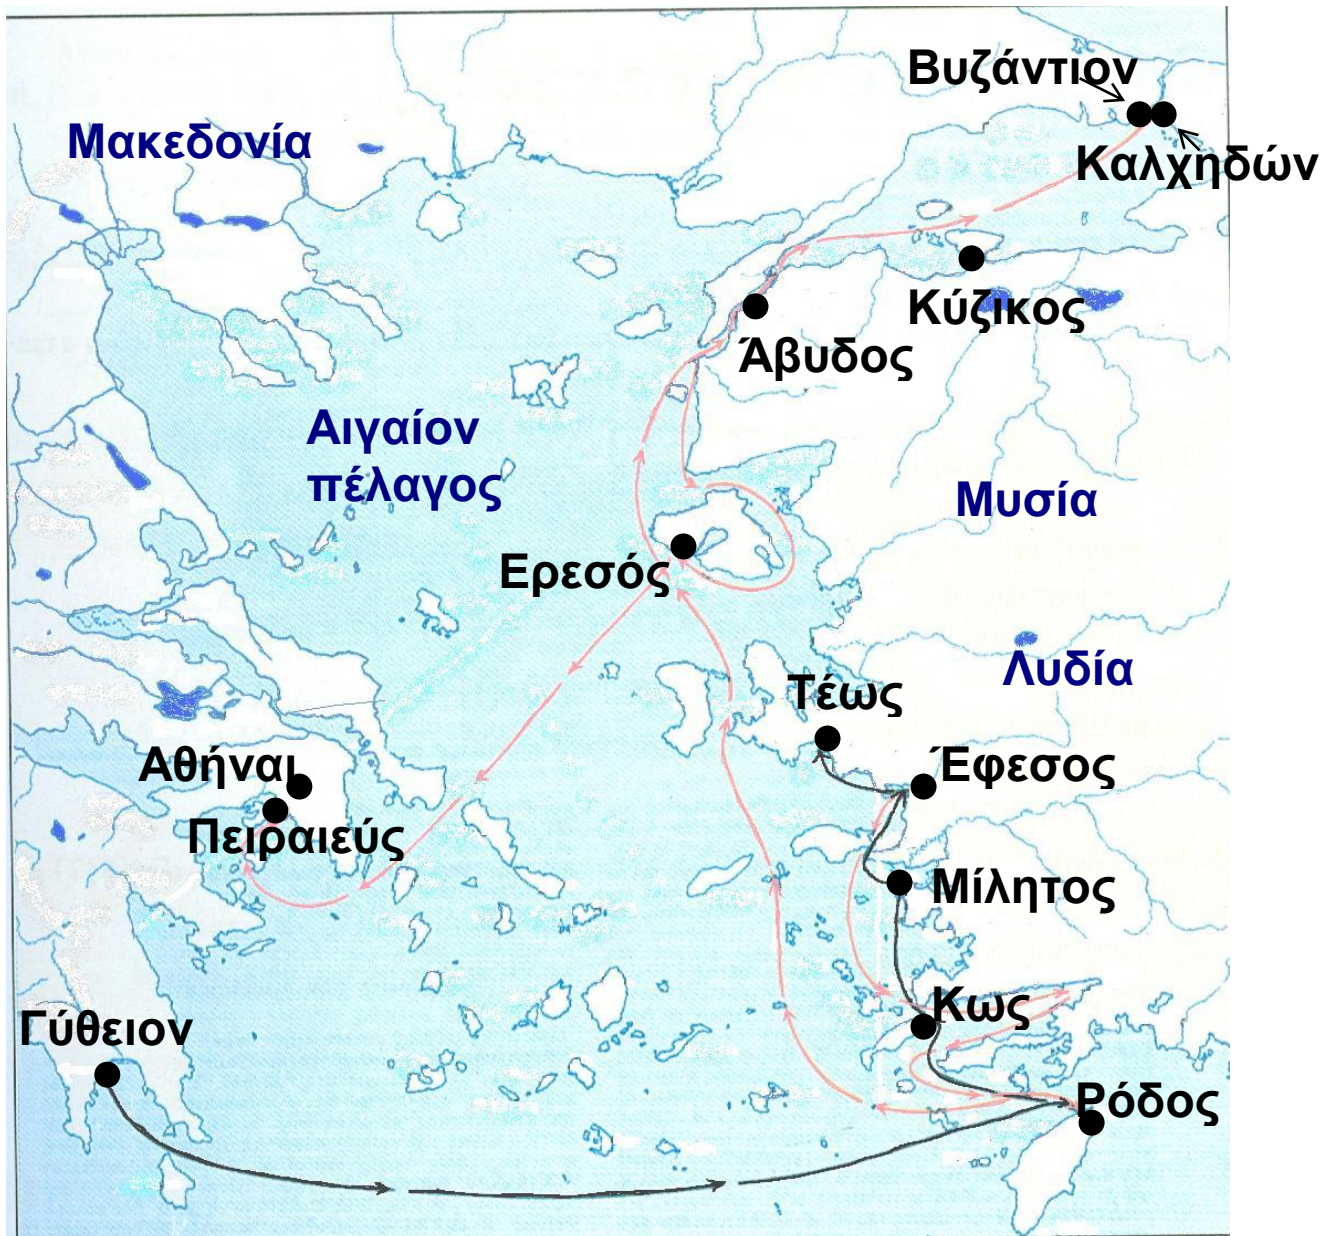 Βυζάντιον
Μακεδονία
Καλχηδών
Κύζικος
Άβυδος
Αιγαίον
πέλαγος
Μυσία
Ερεσός
Λυδία
Τέως
Αθήναι
Έφεσος
Πειραιεύς
Μίλητος
Κως
Γύθειον
Ρόδος